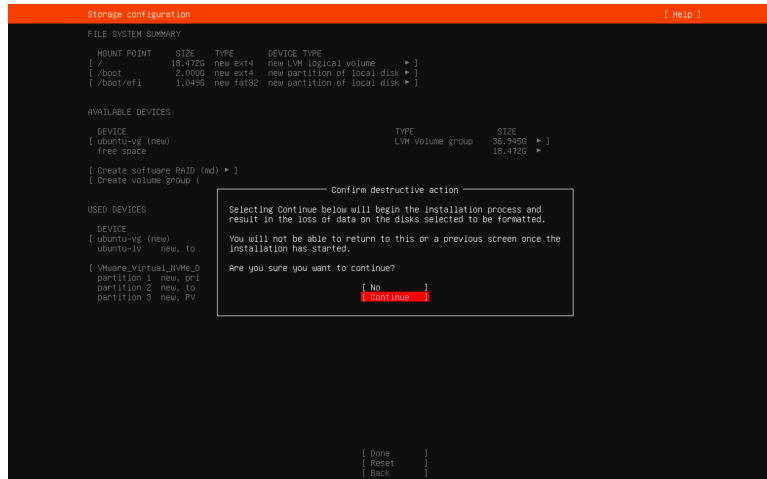 Storage configuration [ Help ]
FILE SYSTEM SUMMARY
MOUNT POINT SIZE TYPE DEVICE TYPE
[ / 18.472G new ext4 new LVM logical volume ▸ ]
[ /boot 2.000G new ext4 new partition of local disk ▸ ]
[ /boot/efi 1.049G new fat32 new partition of local disk ▸ ]
AVAILABLE DEVICES
DEVICE TYPE SIZE
[ ubuntu-vg (new) LVM volume group 36.945G ▸ ]
free space 18.472G ▸
[ Create software RAID (md) ▸ ]
[ Create volume group (
USED DEVICES
DEVICE
[ ubuntu-vg (new)
ubuntu-lv new, to
[ VMware_Virtual_NVMe_D
partition 1 new, pri
partition 2 new, to
partition 3 new, PV
Confirm destructive action
Selecting Continue below will begin the installation process and
result in the loss of data on the disks selected to be formatted.
You will not be able to return to this or a previous screen once the
installation has started.
Are you sure you want to continue?
[ No ]
[ Continue ]
[ Done ]
[ Reset ]
[ Back ]